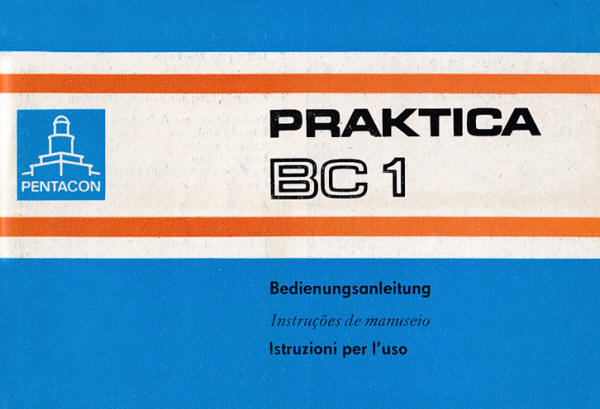 PENTACON
PRAKTICA
BC 1
Bedienungsanleitung
Instruções de manuseio
Istruzioni per l'uso